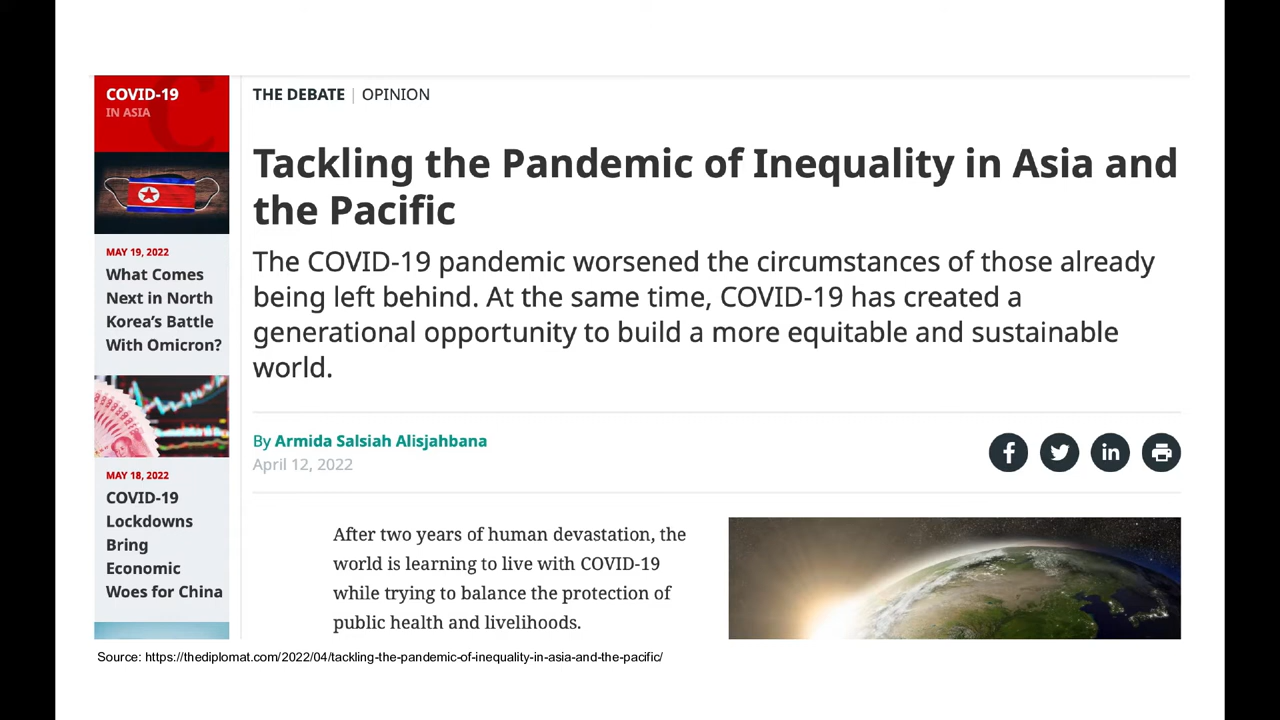 COVID-19
IN ASIA
MAY 19, 2022
What Comes
Next in North
Korea's Battle
With Omicron?
MAY 18, 2022
COVID-19
Lockdowns
Bring
Economic
Woes for China
THE DEBATE | OPINION
Tackling the Pandemic of Inequality in Asia and
the Pacific
The COVID-19 pandemic worsened the circumstances of those already
being left behind. At the same time, COVID-19 has created a
generational opportunity to build a more equitable and sustainable
world.
By Armida Salsiah Alisjahbana
April 12, 2022
After two years of human devastation, the
world is learning to live with COVID-19
while trying to balance the protection of
public health and livelihoods.
Source: https://thediplomat.com/2022/04/tackling-the-pandemic-of-inequality-in-asia-and-the-pacific/